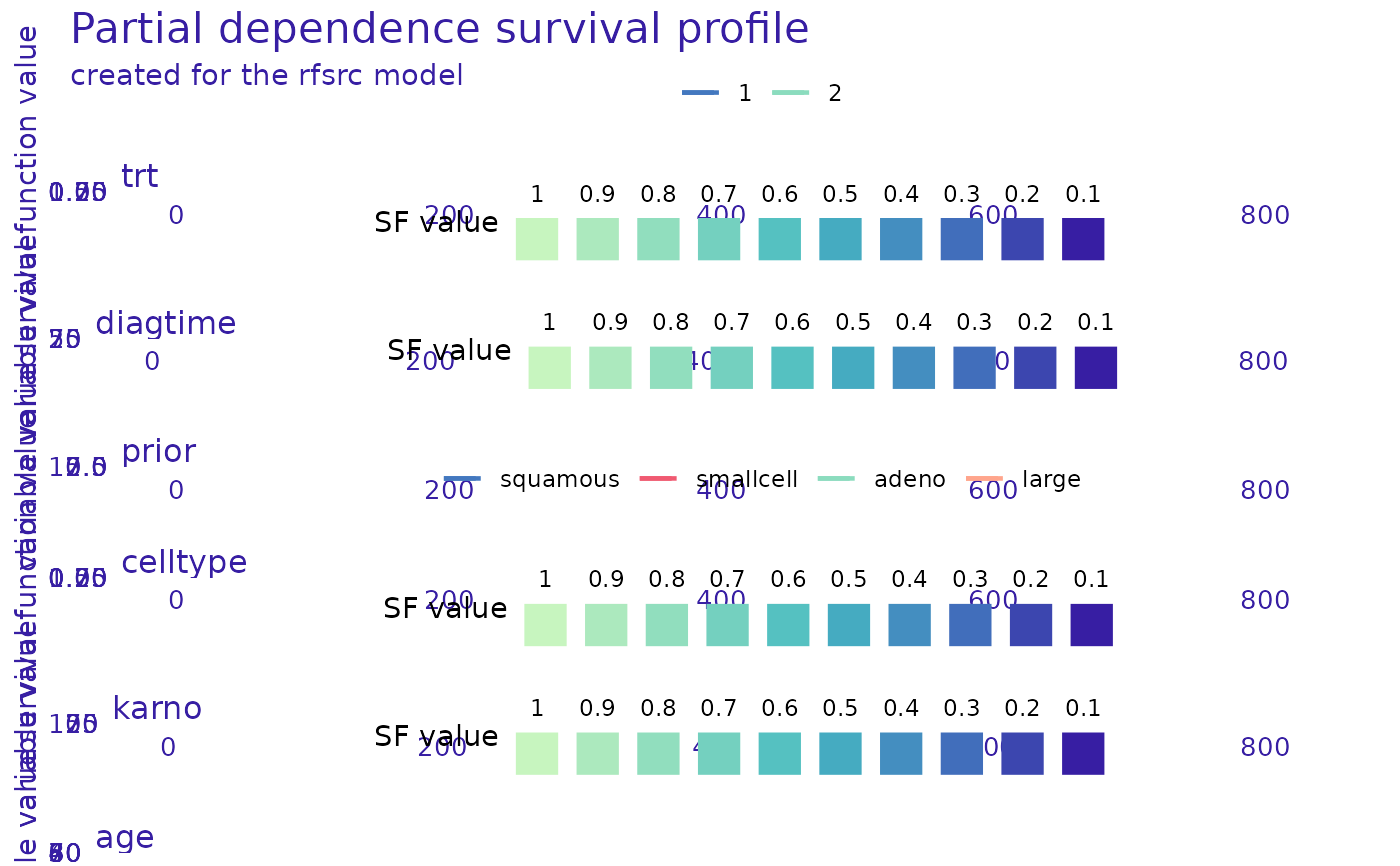 Partial dependence survival profile
created for the rfsrc model
1 2
trt
1 0.9 0.8 0.7 0.6 0.5 0.4 0.3 0.2 0.1
0 200 400 600 800
SF value
diagtime
1 0.9 0.8 0.7 0.6 0.5 0.4 0.3 0.2 0.1
SF value
0 200 800
prior
squamous smallcell adeno large
0 200 400 600 800
celltype
1 0.9 0.8 0.7 0.6 0.5 0.4 0.3 0.2 0.1
0 200 400 600 800
SF value
karno
1 0.9 0.8 0.7 0.6 0.5 0.4 0.3 0.2 0.1
SF value
0 200 800
age
function value